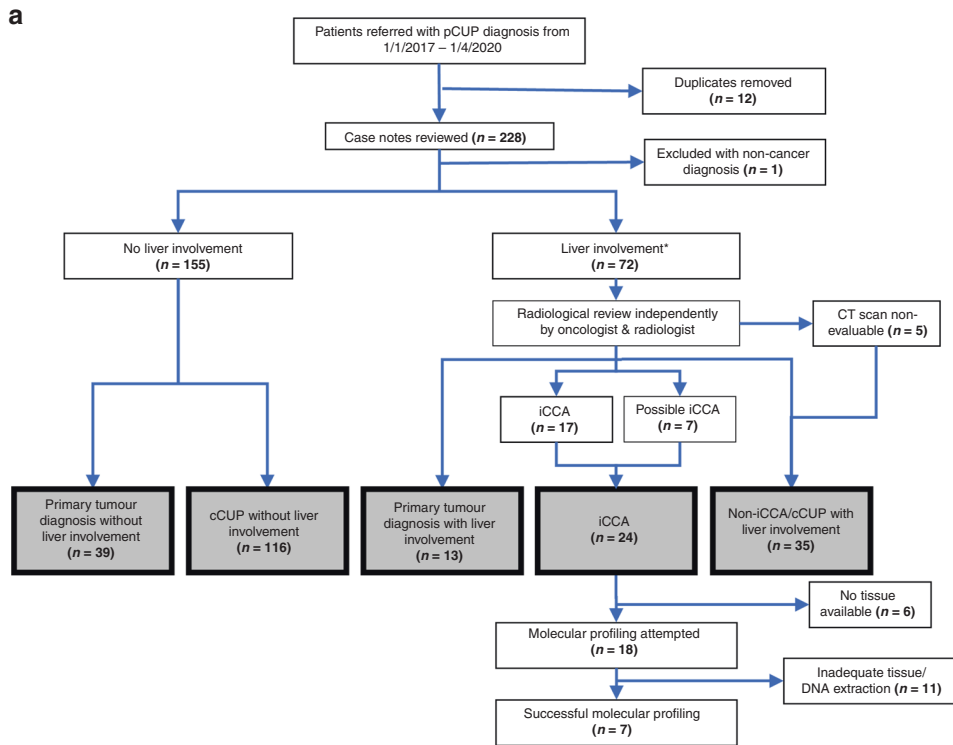 a
Patients referred with pCUP diagnosis from
1/1/2017 – 1/4/2020
Duplicates removed
(n = 12)
Case notes reviewed (n = 228)
Excluded with non-cancer
diagnosis (n = 1)
No liver involvement
(n = 155)
Liver involvement*
(n = 72)
Radiological review independently
by oncologist & radiologist
CT scan non-
evaluable (n = 5)
iCCA
(n = 17)
Possible iCCA
(n = 7)
Primary tumour
diagnosis without
liver involvement
(n = 39)
cCUP without liver
involvement
(n = 116)
Primary tumour
diagnosis with liver
involvement
(n = 13)
iCCA
(n = 24)
Non-iCCA/cCUP with
liver involvement
(n = 35)
No tissue
available (n = 6)
Molecular profiling attempted
(n = 18)
Inadequate tissue/
DNA extraction (n = 11)
Successful molecular profiling
(n = 7)